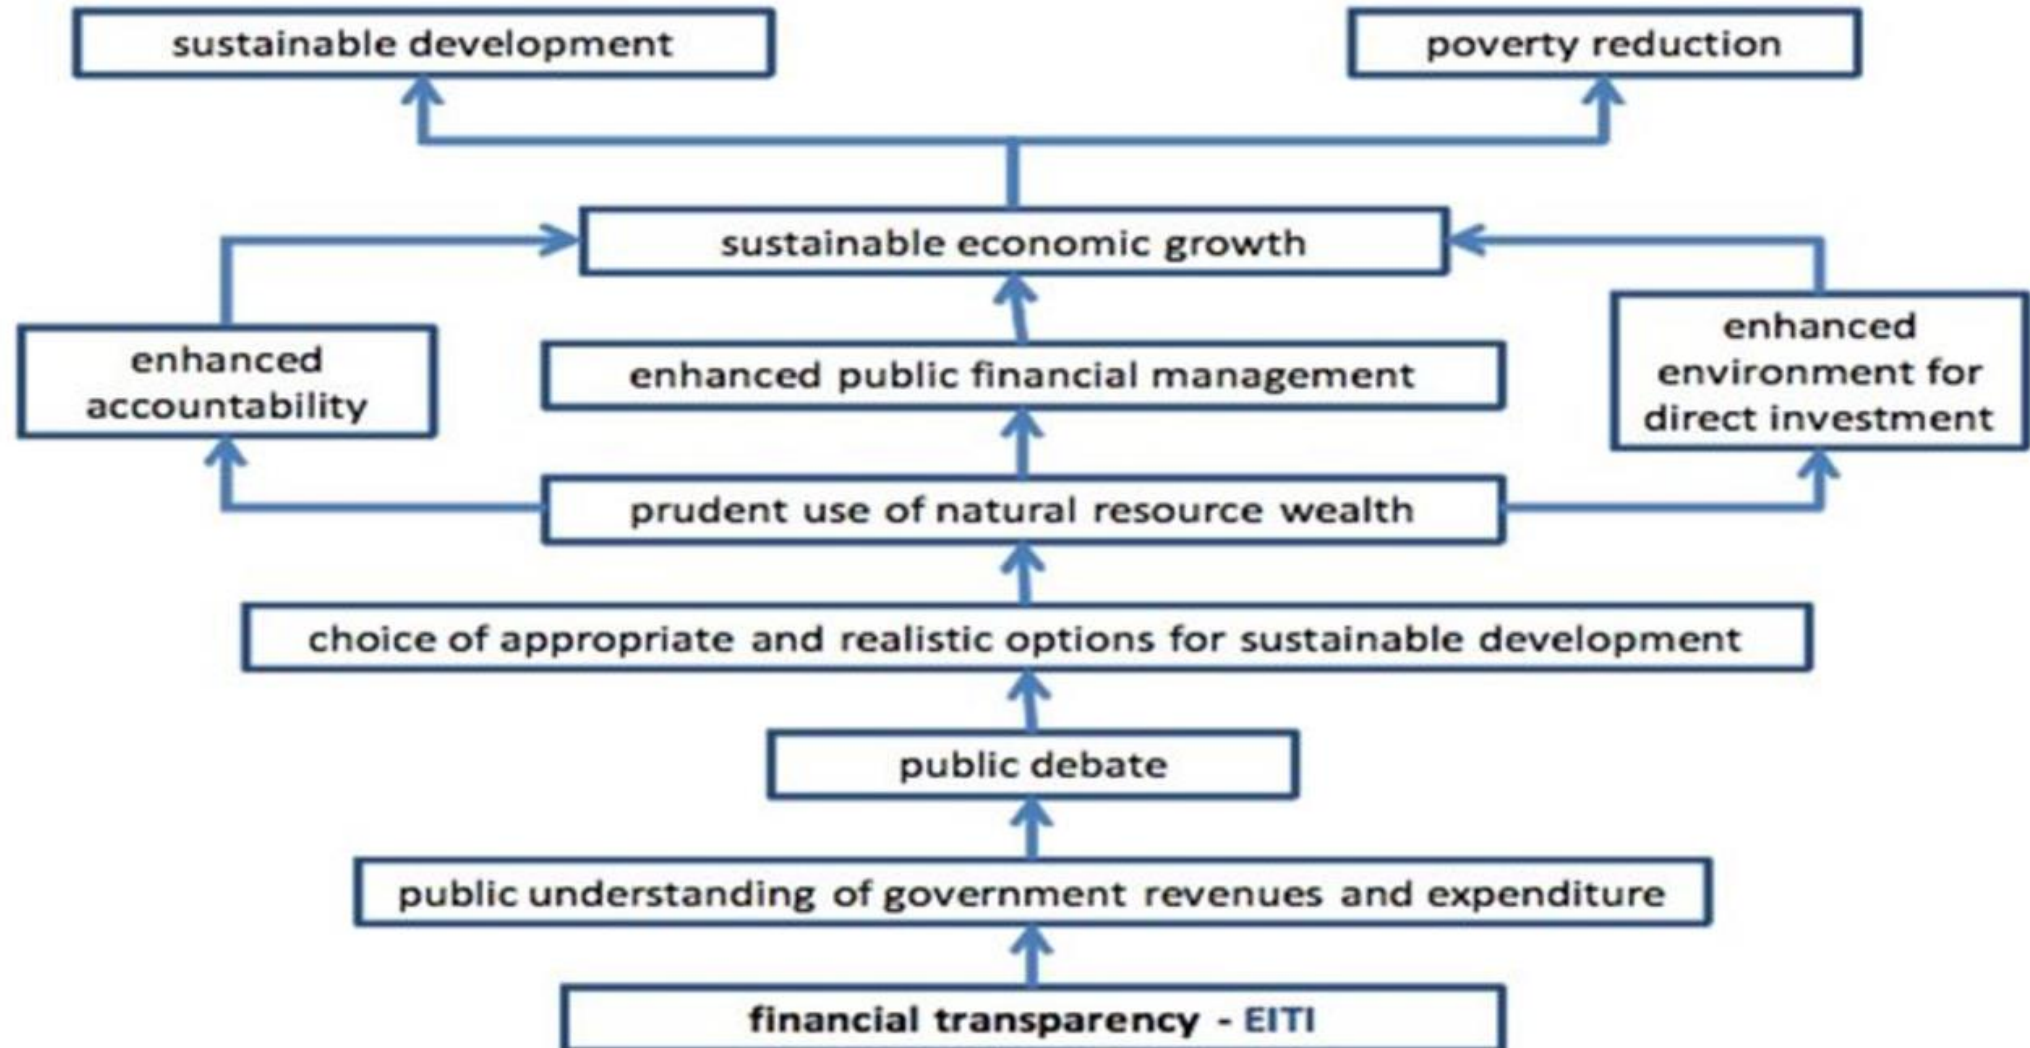 sustainable development
poverty reduction
sustainable economic growth
enhanced
accountability
enhanced public financial management
enhanced
environment for
direct investment
prudent use of natural resource wealth
choice of appropriate and realistic options for sustainable development
public debate
public understanding of government revenues and expenditure
financial transparency - EITI